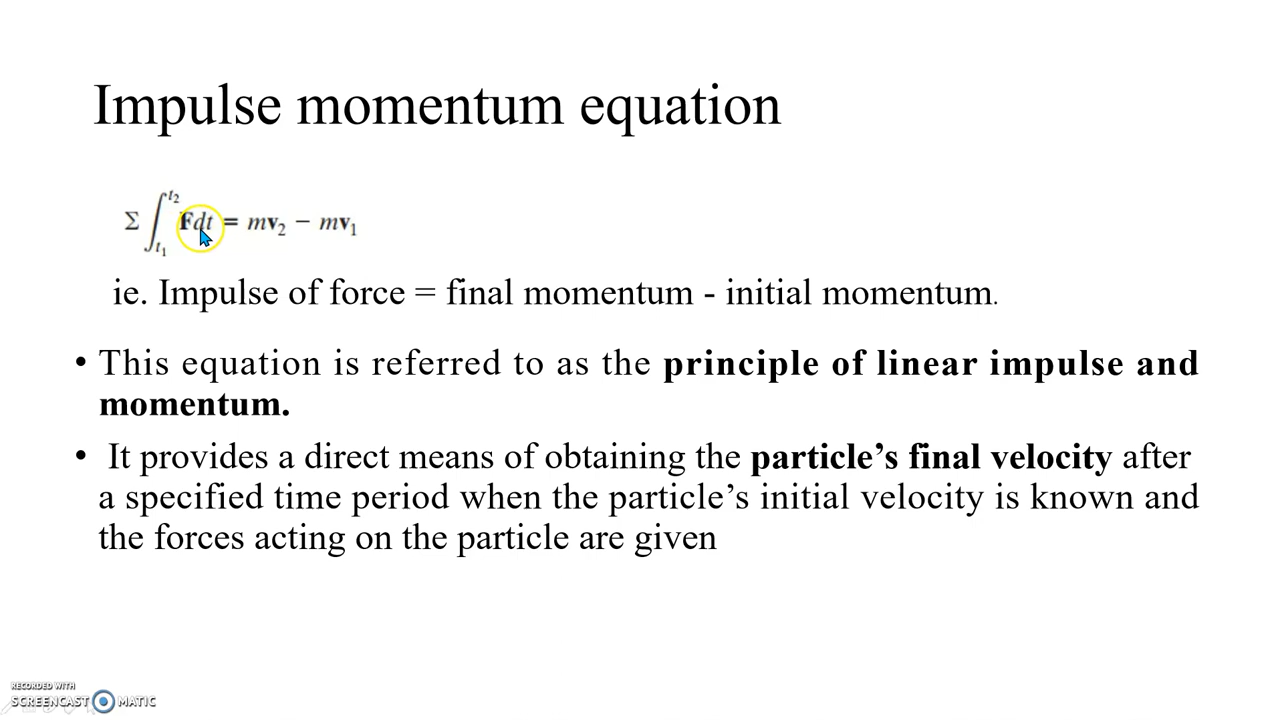 Impulse momentum equation
Σ ∫t₁t₂ Fdt = mv₂ − mv₁
ie. Impulse of force = final momentum - initial momentum.
• This equation is referred to as the principle of linear impulse and
momentum.
• It provides a direct means of obtaining the particle’s final velocity after
a specified time period when the particle’s initial velocity is known and
the forces acting on the particle are given
RECORDED WITH
SCREENCAST MATIC